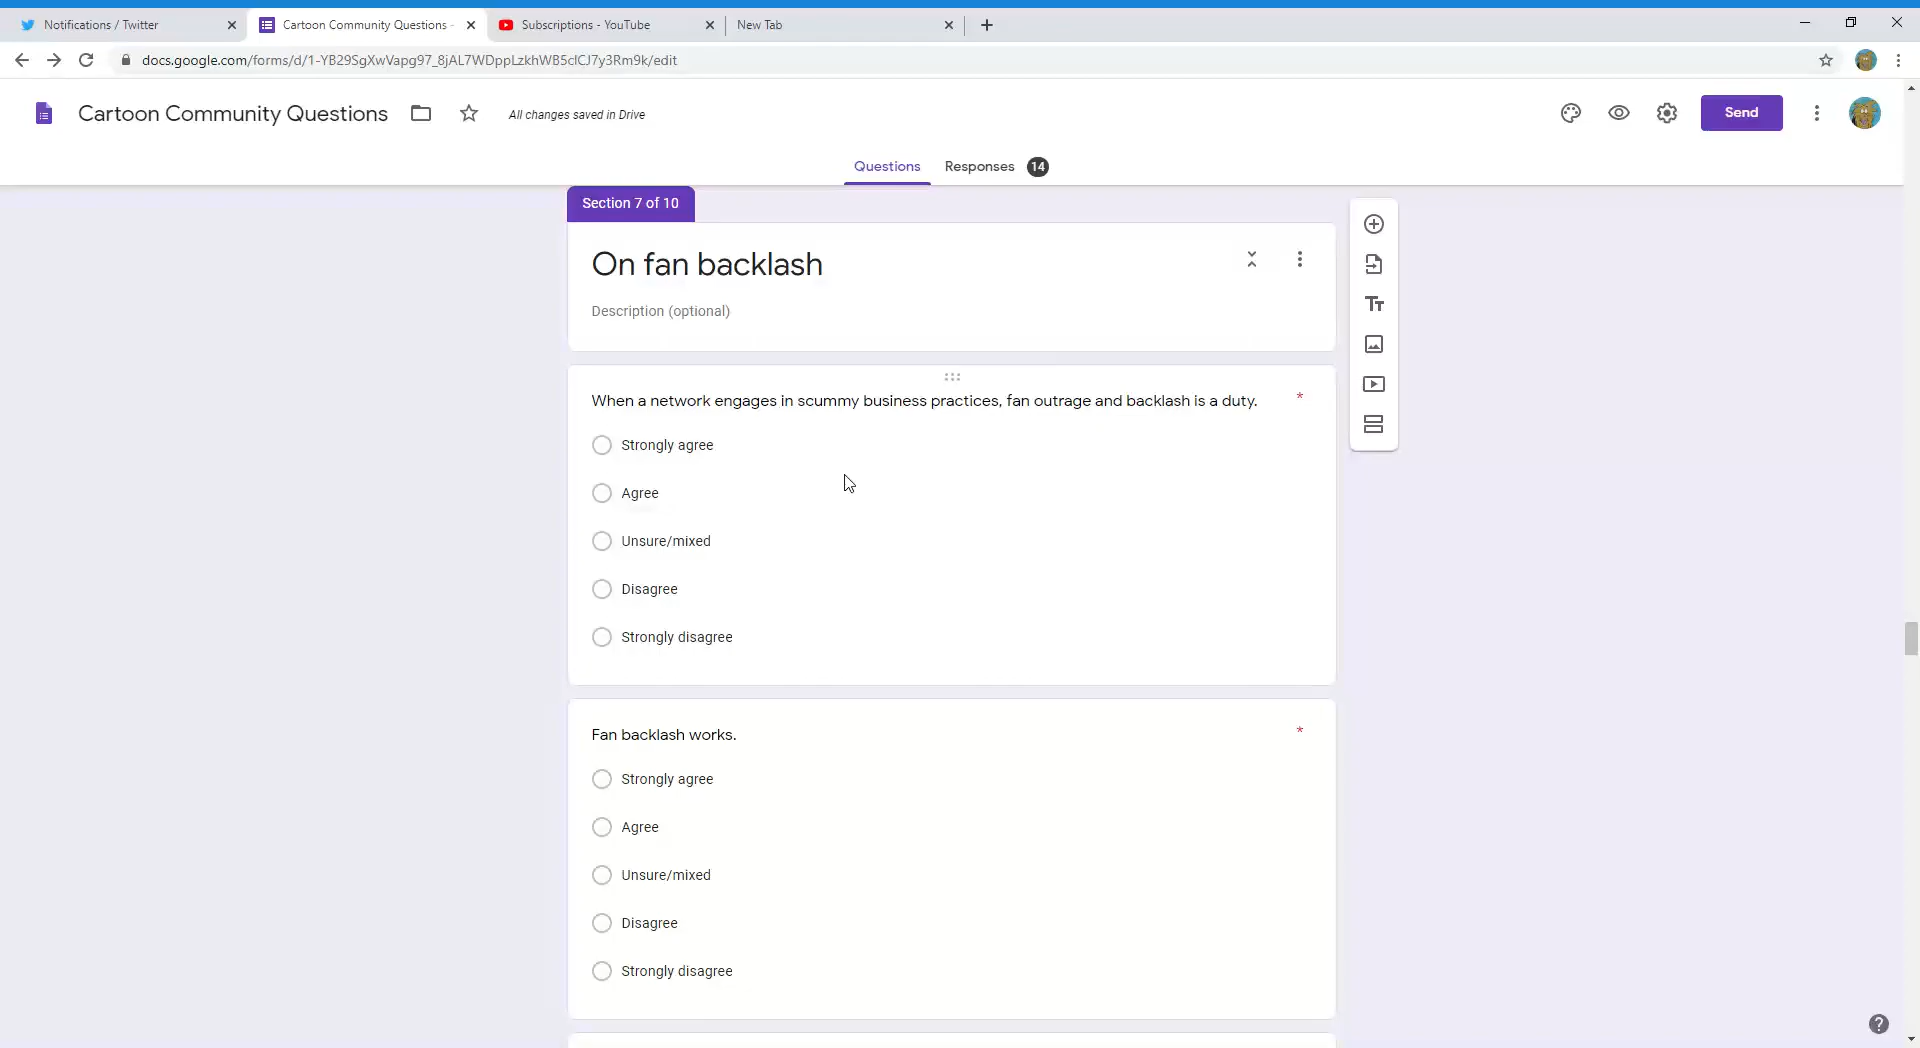 Notifications / Twitter
Cartoon Community Questions -
Subscriptions - YouTube
New Tab
docs.google.com/forms/d/1-YB29SgXwVapg97_8jAL7WDppLzkhWB5clCJ7y3Rm9k/edit
Cartoon Community Questions
All changes saved in Drive
Send
Questions
Responses 14
Section 7 of 10
On fan backlash
Description (optional)
When a network engages in scummy business practices, fan outrage and backlash is a duty. *
Strongly agree
Agree
Unsure/mixed
Disagree
Strongly disagree
Fan backlash works. *
Strongly agree
Agree
Unsure/mixed
Disagree
Strongly disagree